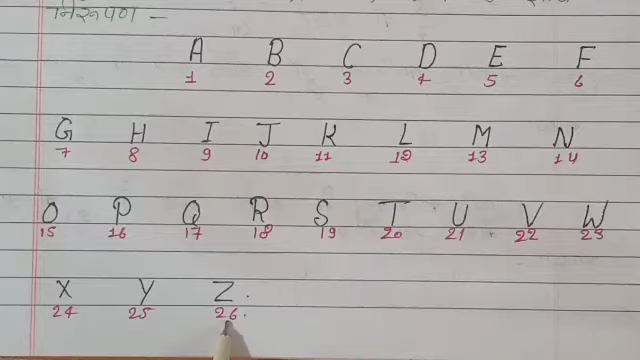 निरूपण —
A B C D E F
1 2 3 4 5 6
G H I J K L M N
7 8 9 10 11 12 13 14
O P Q R S T U V W
15 16 17 18 19 20 21 22 23
X Y Z .
24 25 26 .